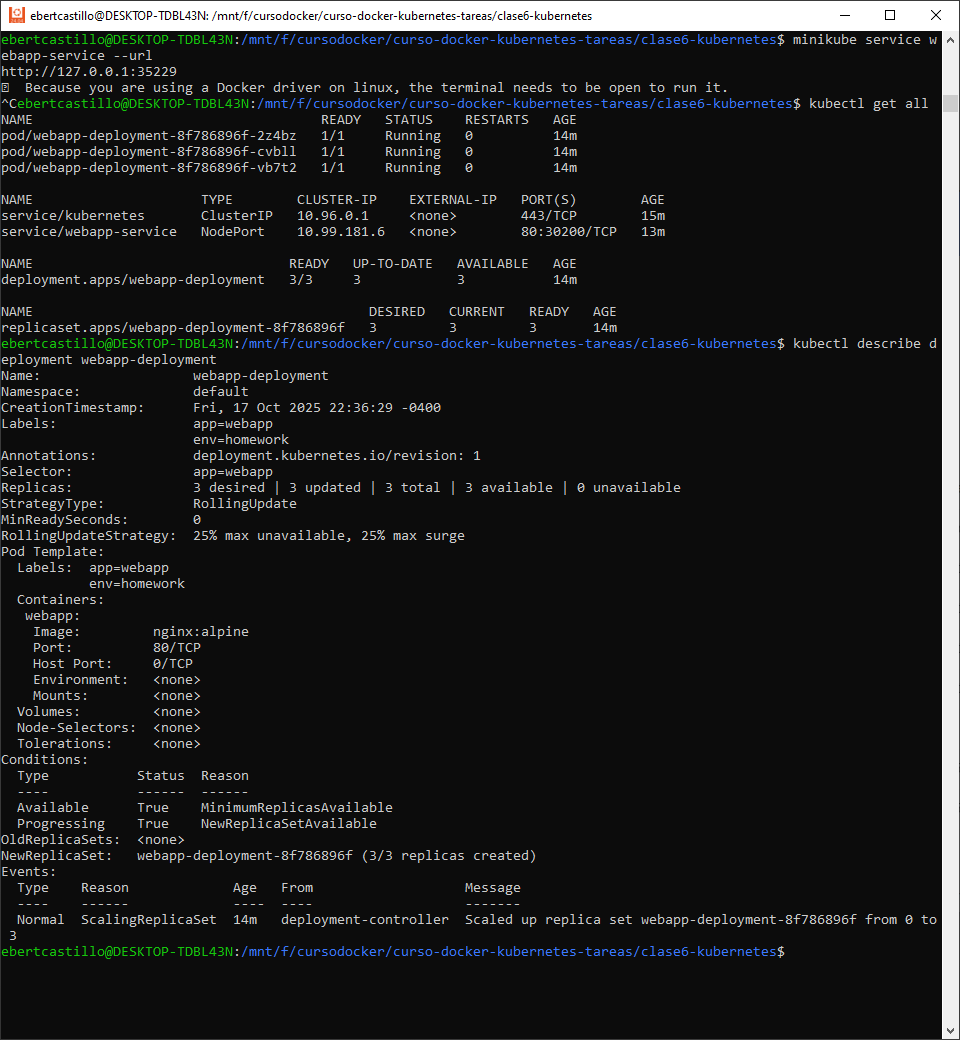 ebertcastillo@DESKTOP-TDBL43N: /mnt/f/cursodocker/curso-docker-kubernetes-tareas/clase6-kubernetes
ebertcastillo@DESKTOP-TDBL43N:/mnt/f/cursodocker/curso-docker-kubernetes-tareas/clase6-kubernetes$ minikube service w
ebapp-service --url
http://127.0.0.1:35229
Because you are using a Docker driver on linux, the terminal needs to be open to run it.
^Cebertcastillo@DESKTOP-TDBL43N:/mnt/f/cursodocker/curso-docker-kubernetes-tareas/clase6-kubernetes$ kubectl get all
NAME                                    READY   STATUS    RESTARTS   AGE
pod/webapp-deployment-8f786896f-2z4bz   1/1     Running   0          14m
pod/webapp-deployment-8f786896f-cvbll   1/1     Running   0          14m
pod/webapp-deployment-8f786896f-vb7t2   1/1     Running   0          14m
NAME                     TYPE        CLUSTER-IP    EXTERNAL-IP   PORT(S)        AGE
service/kubernetes       ClusterIP   10.96.0.1     <none>        443/TCP        15m
service/webapp-service   NodePort    10.99.181.6   <none>        80:30200/TCP   13m
NAME                                READY   UP-TO-DATE   AVAILABLE   AGE
deployment.apps/webapp-deployment   3/3     3            3           14m
NAME                                          DESIRED   CURRENT   READY   AGE
replicaset.apps/webapp-deployment-8f786896f   3         3         3       14m
ebertcastillo@DESKTOP-TDBL43N:/mnt/f/cursodocker/curso-docker-kubernetes-tareas/clase6-kubernetes$ kubectl describe d
eployment webapp-deployment
Name:                   webapp-deployment
Namespace:              default
CreationTimestamp:      Fri, 17 Oct 2025 22:36:29 -0400
Labels:                 app=webapp
                        env=homework
Annotations:            deployment.kubernetes.io/revision: 1
Selector:               app=webapp
Replicas:               3 desired | 3 updated | 3 total | 3 available | 0 unavailable
StrategyType:           RollingUpdate
MinReadySeconds:        0
RollingUpdateStrategy:  25% max unavailable, 25% max surge
Pod Template:
  Labels:  app=webapp
           env=homework
  Containers:
   webapp:
    Image:         nginx:alpine
    Port:          80/TCP
    Host Port:     0/TCP
    Environment:   <none>
    Mounts:        <none>
  Volumes:         <none>
  Node-Selectors:  <none>
  Tolerations:     <none>
Conditions:
  Type           Status  Reason
  ----           ------  ------
  Available      True    MinimumReplicasAvailable
  Progressing    True    NewReplicaSetAvailable
OldReplicaSets:  <none>
NewReplicaSet:   webapp-deployment-8f786896f (3/3 replicas created)
Events:
  Type    Reason             Age   From                   Message
  ----    ------             ----  ----                   -------
  Normal  ScalingReplicaSet  14m   deployment-controller  Scaled up replica set webapp-deployment-8f786896f from 0 to
 3
ebertcastillo@DESKTOP-TDBL43N:/mnt/f/cursodocker/curso-docker-kubernetes-tareas/clase6-kubernetes$